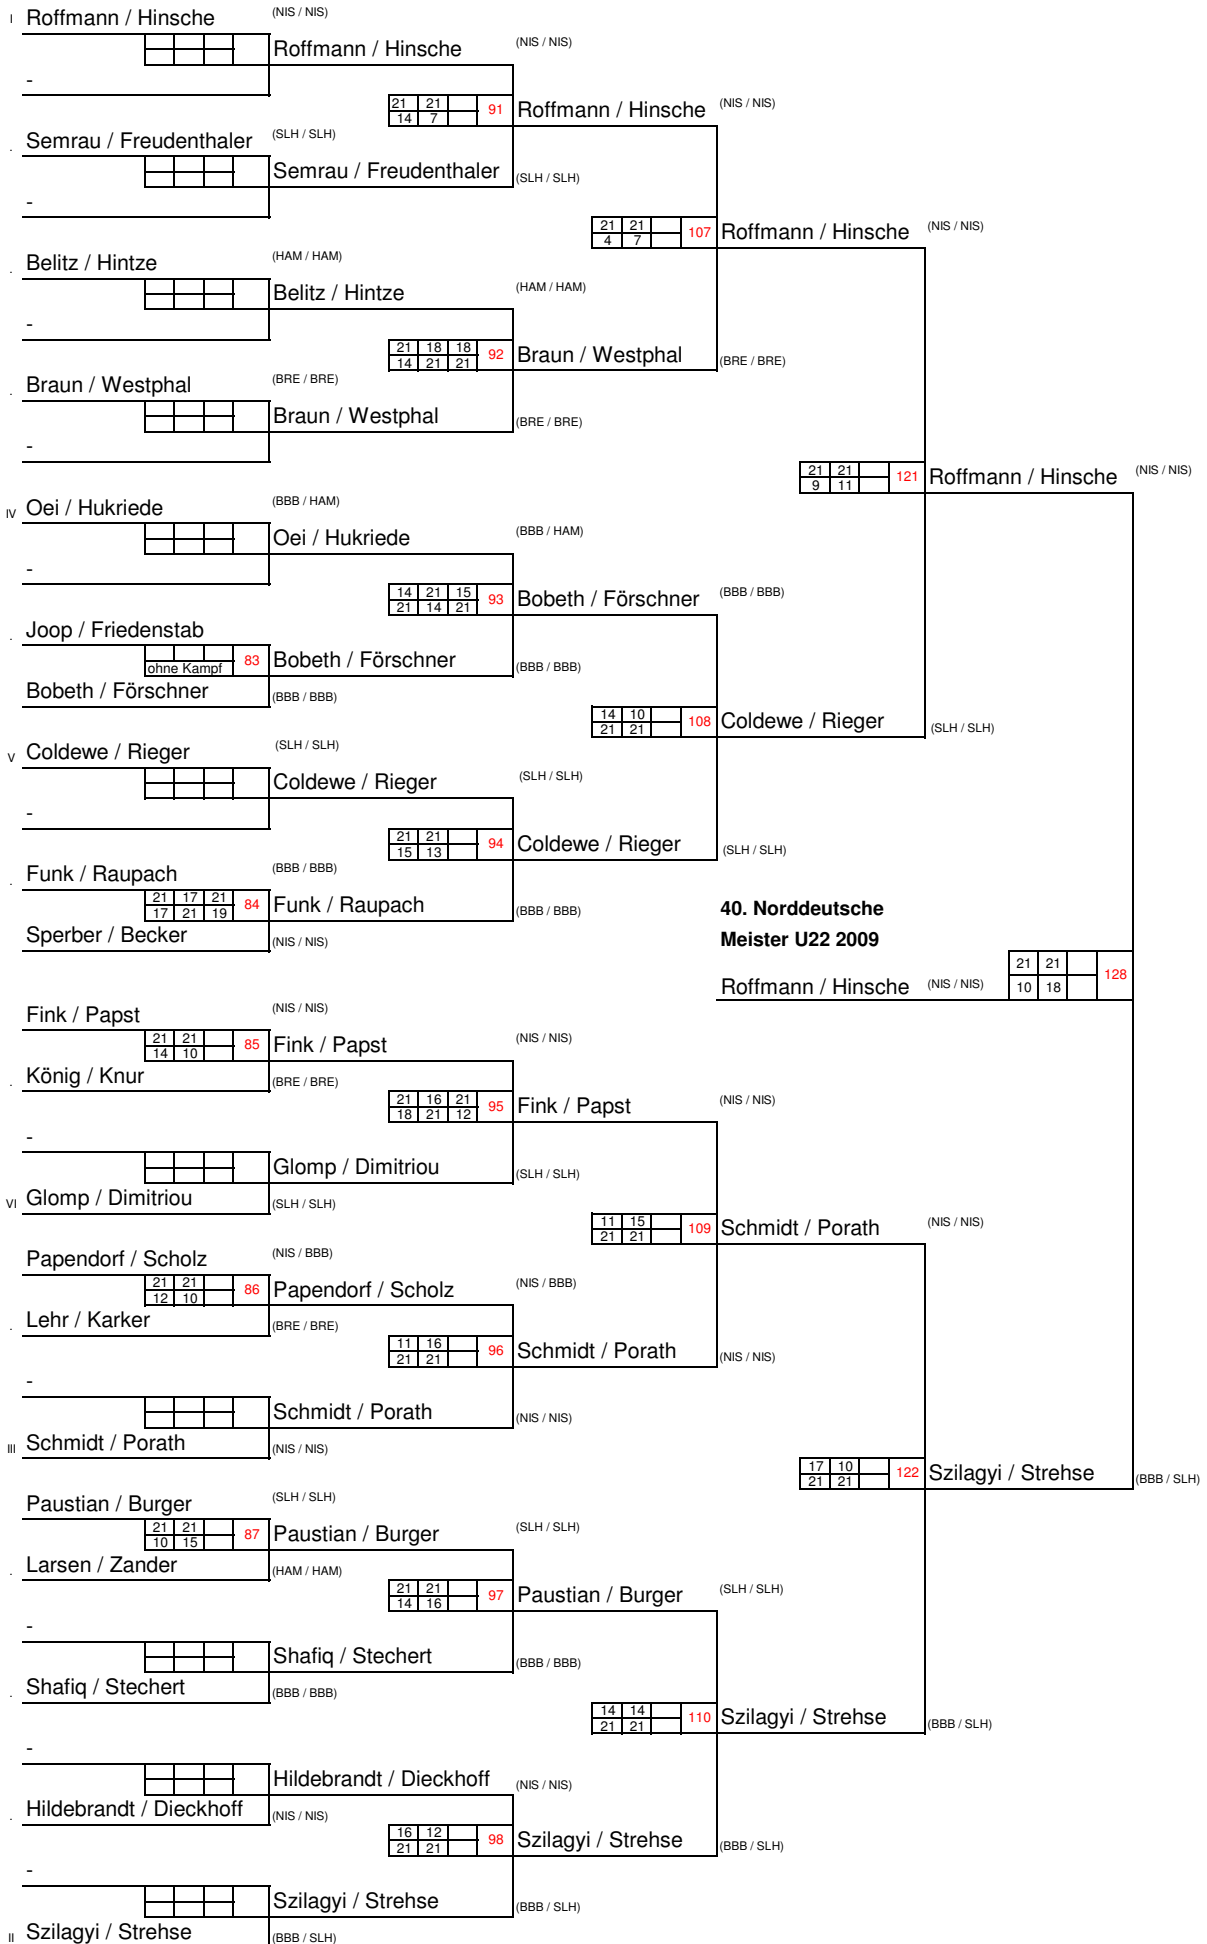 I Roffmann / Hinsche (NIS / NIS)
Roffmann / Hinsche (NIS / NIS)
-
21 21 91 Roffmann / Hinsche (NIS / NIS)
14 7
. Semrau / Freudenthaler (SLH / SLH)
Semrau / Freudenthaler (SLH / SLH)
-
21 21 107 Roffmann / Hinsche (NIS / NIS)
4 7
. Belitz / Hintze (HAM / HAM)
Belitz / Hintze (HAM / HAM)
-
21 18 18 92 Braun / Westphal (BRE / BRE)
14 21 21
. Braun / Westphal (BRE / BRE)
Braun / Westphal (BRE / BRE)
-
21 21 121 Roffmann / Hinsche (NIS / NIS)
9 11
IV Oei / Hukriede (BBB / HAM)
Oei / Hukriede (BBB / HAM)
-
14 21 15 93 Bobeth / Förschner (BBB / BBB)
21 14 21
. Joop / Friedenstab
ohne Kampf 83 Bobeth / Förschner (BBB / BBB)
Bobeth / Förschner (BBB / BBB)
14 10 108 Coldewe / Rieger (SLH / SLH)
21 21
V Coldewe / Rieger (SLH / SLH)
Coldewe / Rieger (SLH / SLH)
-
21 21 94 Coldewe / Rieger (SLH / SLH)
15 13
. Funk / Raupach (BBB / BBB)
21 17 21 84 Funk / Raupach (BBB / BBB)
17 21 19
Sperber / Becker (NIS / NIS)
40. Norddeutsche
Meister U22 2009
21 21 128
Roffmann / Hinsche (NIS / NIS) 10 18
Fink / Papst (NIS / NIS)
21 21 85 Fink / Papst (NIS / NIS)
14 10
. König / Knur (BRE / BRE)
21 16 21 95 Fink / Papst (NIS / NIS)
18 21 12
-
Glomp / Dimitriou (SLH / SLH)
VI Glomp / Dimitriou (SLH / SLH)
11 15 109 Schmidt / Porath (NIS / NIS)
21 21
Papendorf / Scholz (NIS / BBB)
21 21 86 Papendorf / Scholz (NIS / BBB)
12 10
. Lehr / Karker (BRE / BRE)
11 16 96 Schmidt / Porath (NIS / NIS)
21 21
-
Schmidt / Porath (NIS / NIS)
III Schmidt / Porath (NIS / NIS)
17 10 122 Szilagyi / Strehse (BBB / SLH)
21 21
Paustian / Burger (SLH / SLH)
21 21 87 Paustian / Burger (SLH / SLH)
10 15
. Larsen / Zander (HAM / HAM)
21 21 97 Paustian / Burger (SLH / SLH)
14 16
-
Shafiq / Stechert (BBB / BBB)
. Shafiq / Stechert (BBB / BBB)
14 14 110 Szilagyi / Strehse (BBB / SLH)
21 21
-
Hildebrandt / Dieckhoff (NIS / NIS)
. Hildebrandt / Dieckhoff (NIS / NIS)
16 12 98 Szilagyi / Strehse (BBB / SLH)
21 21
-
Szilagyi / Strehse (BBB / SLH)
II Szilagyi / Strehse (BBB / SLH)